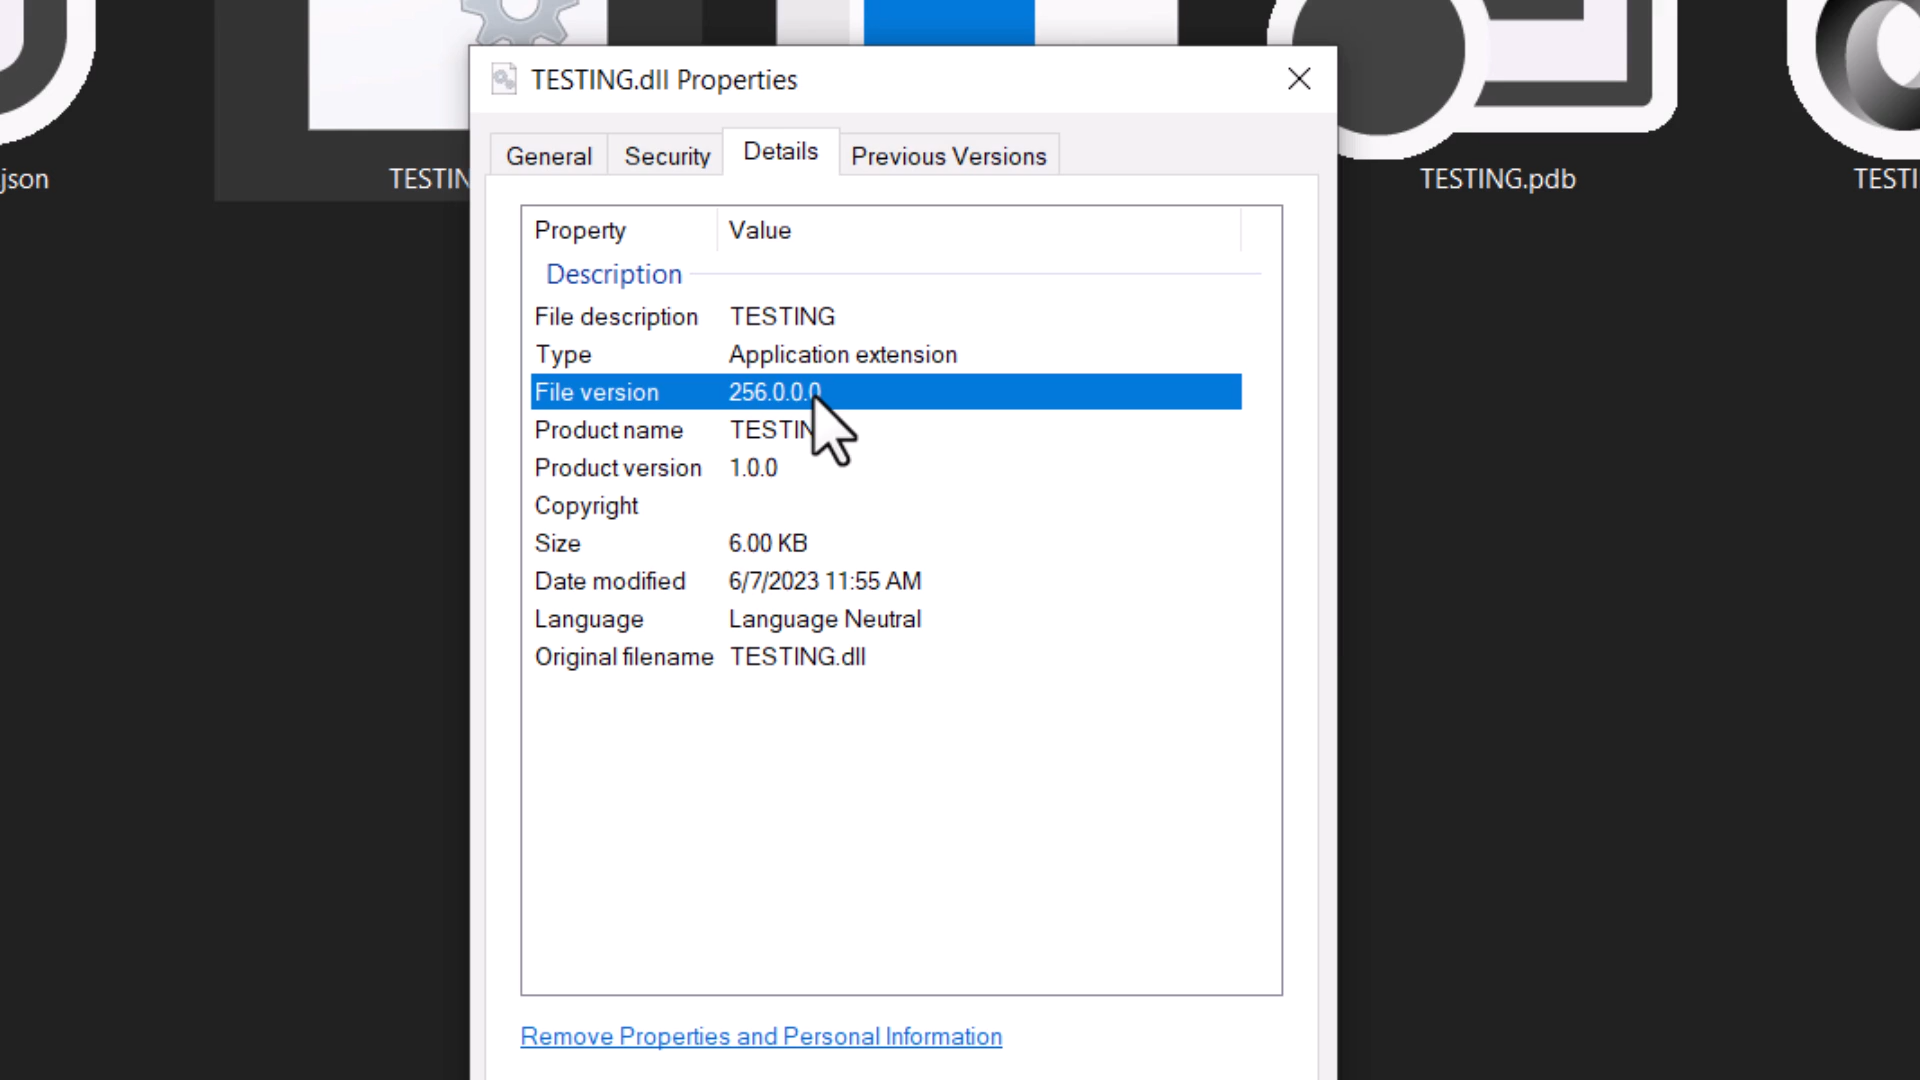 TESTING.dll Properties
General Security Details Previous Versions
json TESTIN TESTING.pdb TESTI
Property Value
Description
File description TESTING
Type Application extension
File version 256.0.0.0
Product name TESTIN
Product version 1.0.0
Copyright
Size 6.00 KB
Date modified 6/7/2023 11:55 AM
Language Language Neutral
Original filename TESTING.dll
Remove Properties and Personal Information